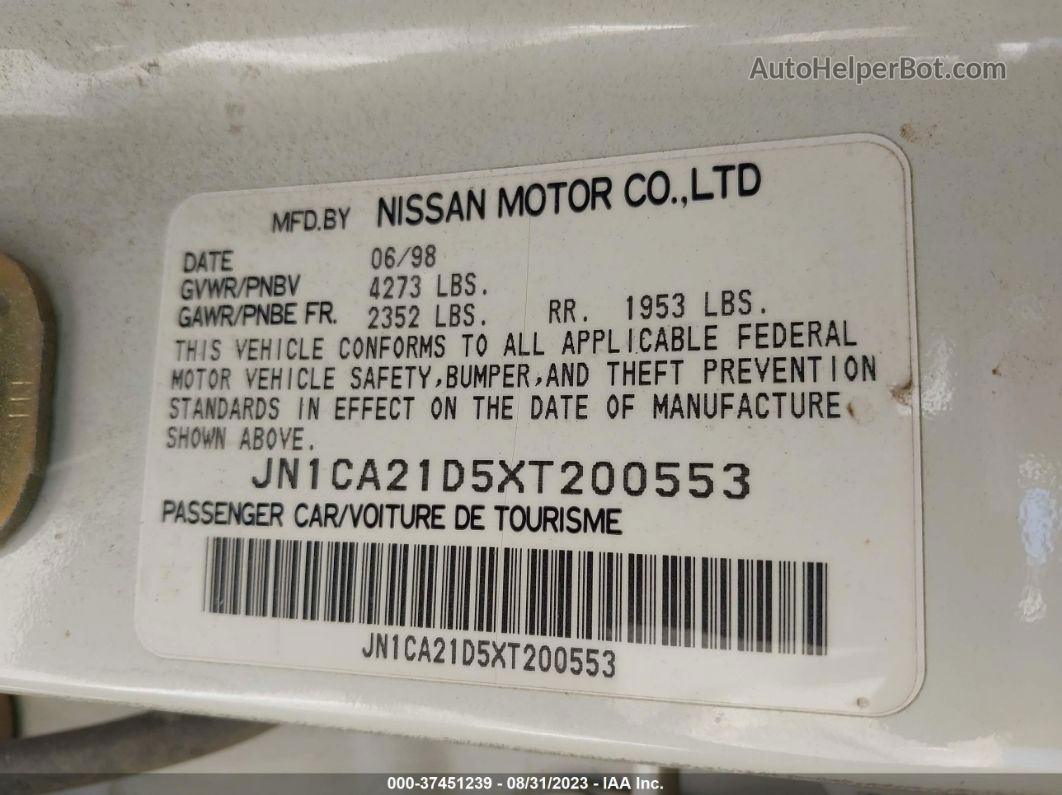 AutoHelperBot.com
MFD.BY NISSAN MOTOR CO.,LTD
DATE 06/98
GVWR/PNBV 4273 LBS.
GAWR/PNBE FR. 2352 LBS. RR. 1953 LBS.
THIS VEHICLE CONFORMS TO ALL APPLICABLE FEDERAL
MOTOR VEHICLE SAFETY,BUMPER,AND THEFT PREVENTION
STANDARDS IN EFFECT ON THE DATE OF MANUFACTURE
SHOWN ABOVE.
JN1CA21D5XT200553
PASSENGER CAR/VOITURE DE TOURISME
JN1CA21D5XT200553
000-37451239 - 08/31/2023 - IAA Inc.